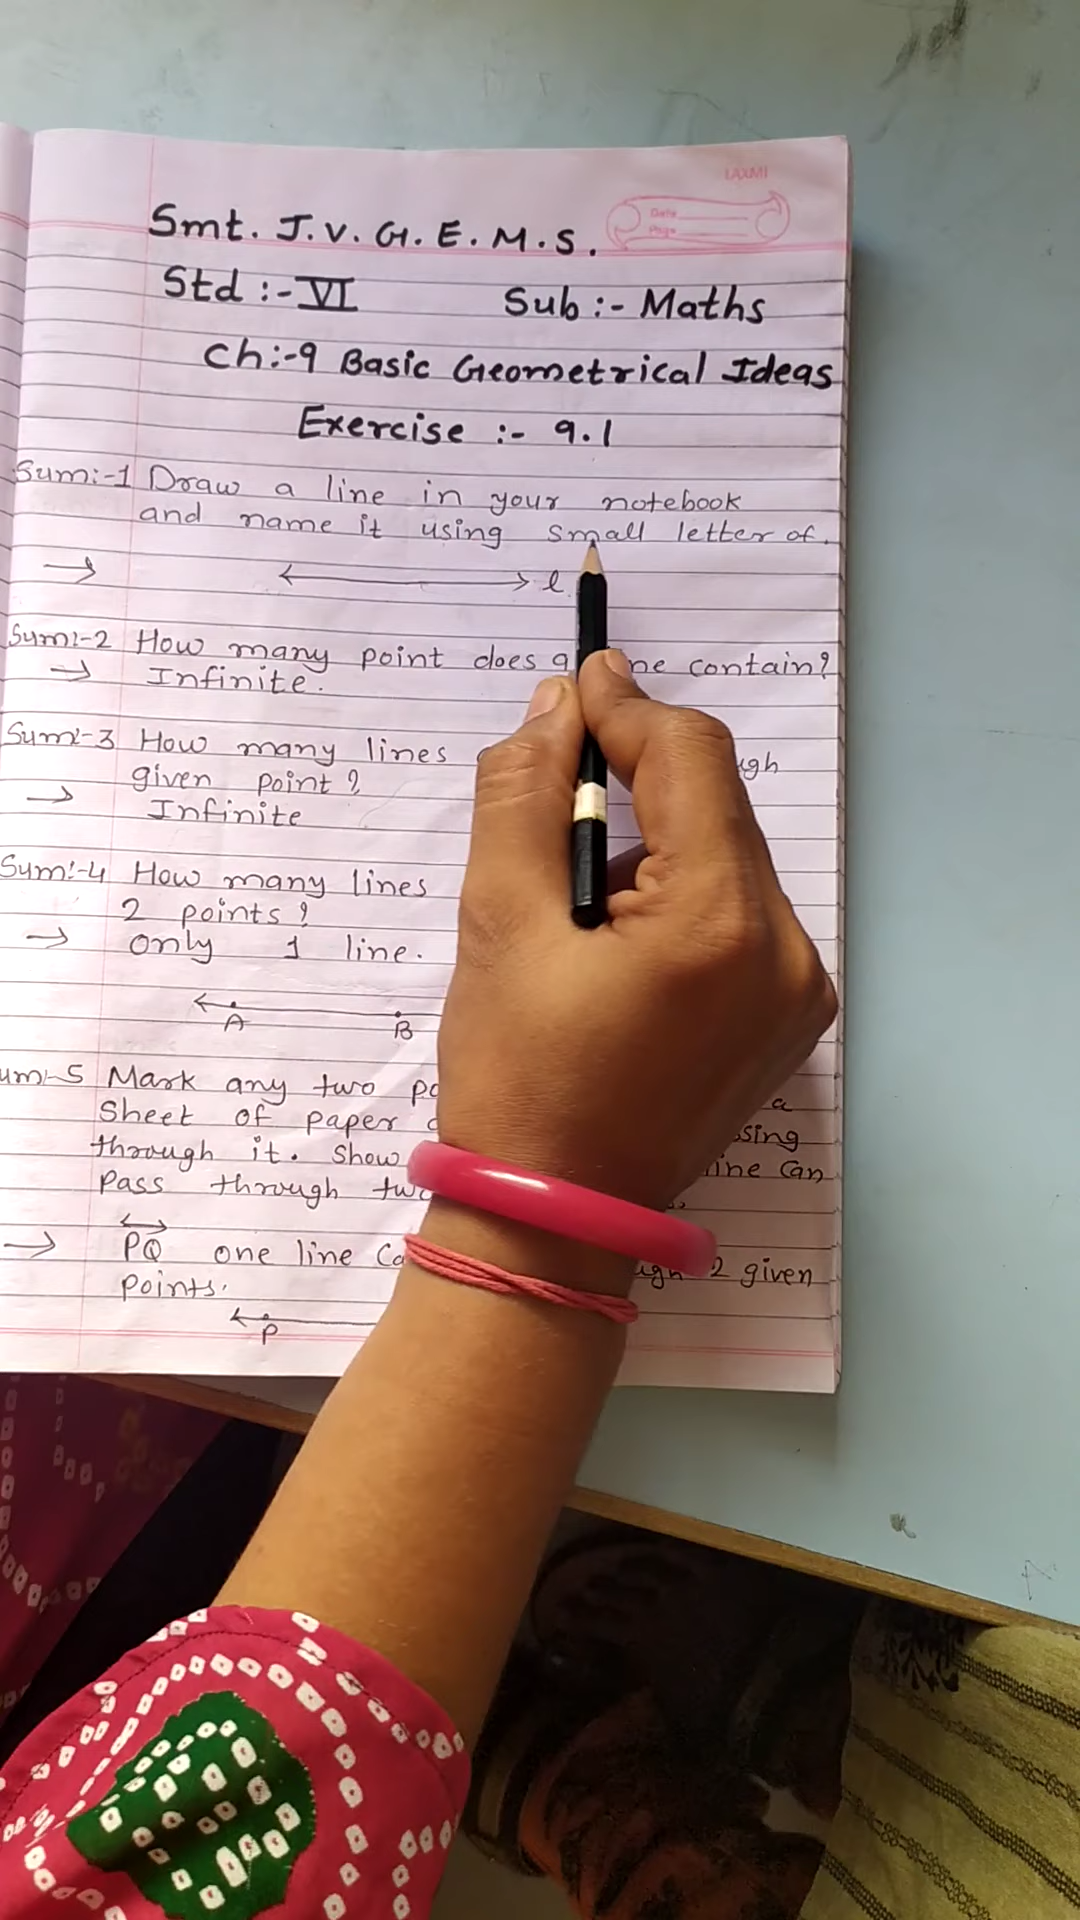 LAXMI
Date
Page
Smt. J.V.G.E.M.S.
Std :- VI Sub :- Maths
Ch:-9 Basic Geometrical Ideas
Exercise :- 9.1
Sum:-1 Draw a line in your notebook
and name it using small letter of.
→ l
Sum:-2 How many point does a contain?
→ Infinite.
Sum:-3 How many lines
given point?
→ Infinite
Sum:-4 How many lines
2 points?
→ only 1 line.
A B
Sum:-5 Mark any two a
Sheet of paper
through it. Show line can
Pass through
→ PQ one line 2 given
points.
P